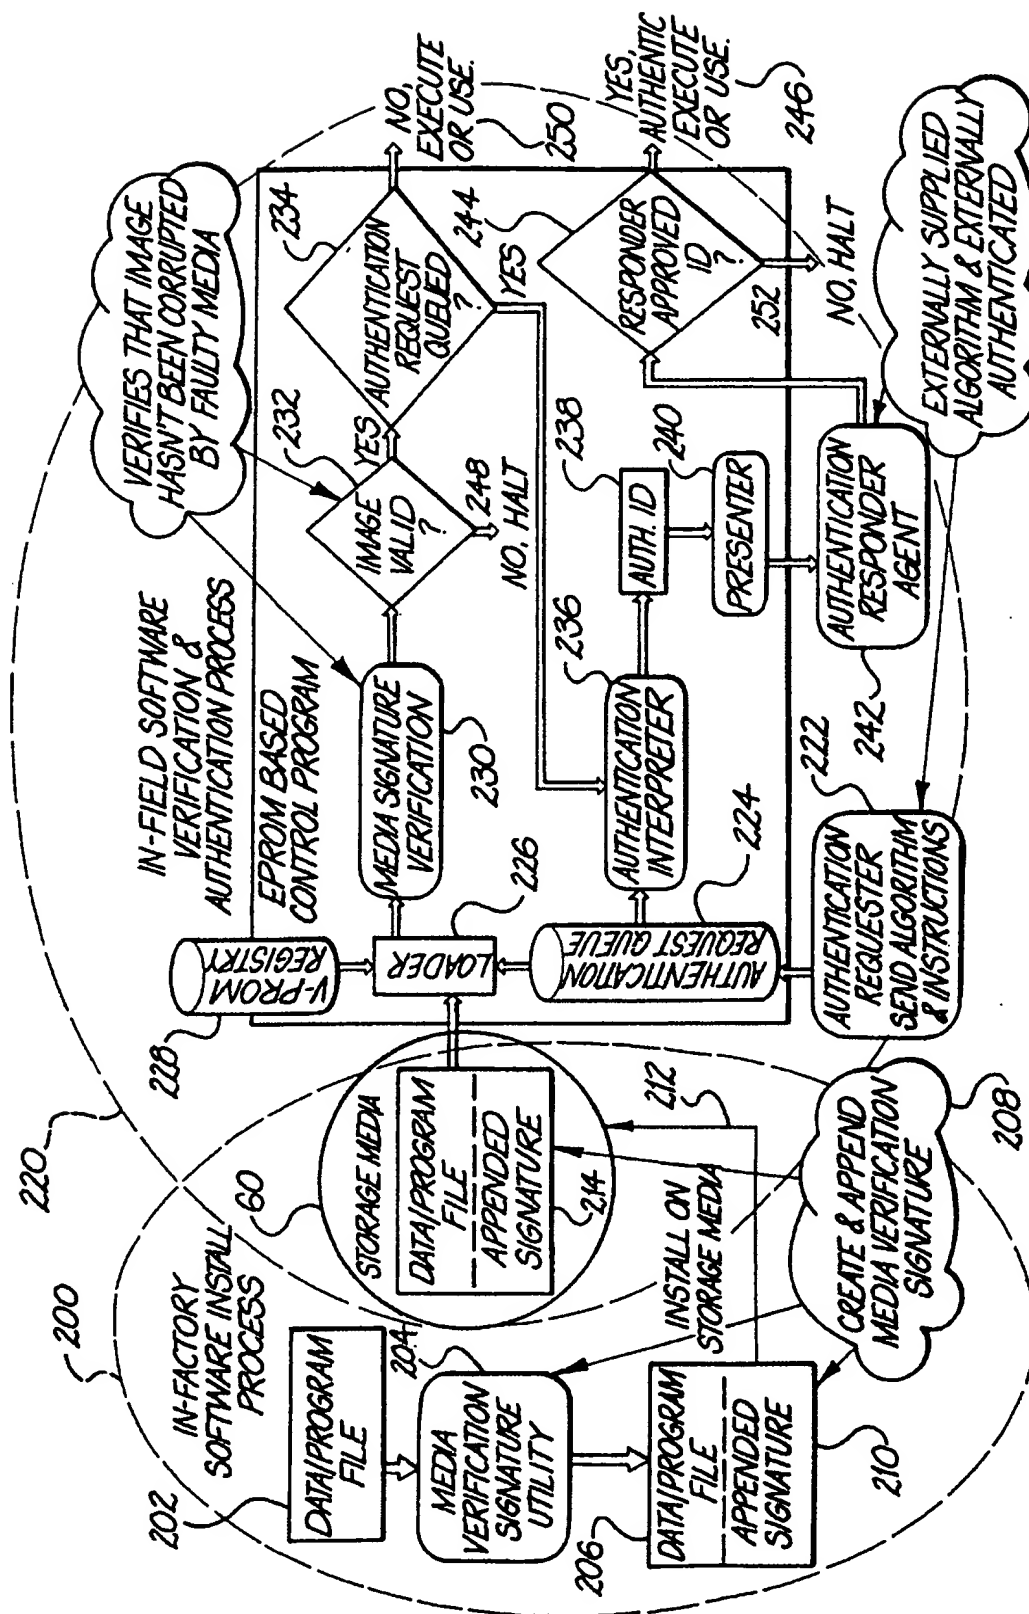 220
200
IN-FACTORY
SOFTWARE INSTALL
PROCESS
202
DATA/PROGRAM
FILE
204
MEDIA
VERIFICATION
SIGNATURE
UTILITY
206
DATA/PROGRAM
FILE
APPENDED
SIGNATURE
210
INSTALL ON
STORAGE MEDIA
212
CREATE & APPEND
MEDIA VERIFICATION
SIGNATURE
208
60
STORAGE MEDIA
DATA/PROGRAM
FILE
APPENDED
SIGNATURE
214
IN-FIELD SOFTWARE
VERIFICATION &
AUTHENTICATION PROCESS
EPROM BASED
CONTROL PROGRAM
228
V-PROM
REGISTRY
LOADER
226
AUTHENTICATION
REQUEST QUEUE
224
AUTHENTICATION
REQUESTER
SEND ALGORITHM
& INSTRUCTIONS
222
MEDIA SIGNATURE
VERIFICATION
230
VERIFIES THAT IMAGE
HASN'T BEEN CORRUPTED
BY FAULTY MEDIA
232
IMAGE
VALID
?
YES
248
NO, HALT
234
AUTHENTICATION
REQUEST
QUEUED
?
YES
NO,
EXECUTE
OR USE.
250
236
AUTHENTICATION
INTERPRETER
238
AUTH. ID
240
PRESENTER
AUTHENTICATION
RESPONDER
AGENT
242
244
RESPONDER
APPROVED
ID
?
YES,
AUTHENTIC
EXECUTE
OR USE.
246
252
NO, HALT
EXTERNALLY SUPPLIED
ALGORITHM & EXTERNALLY
AUTHENTICATED